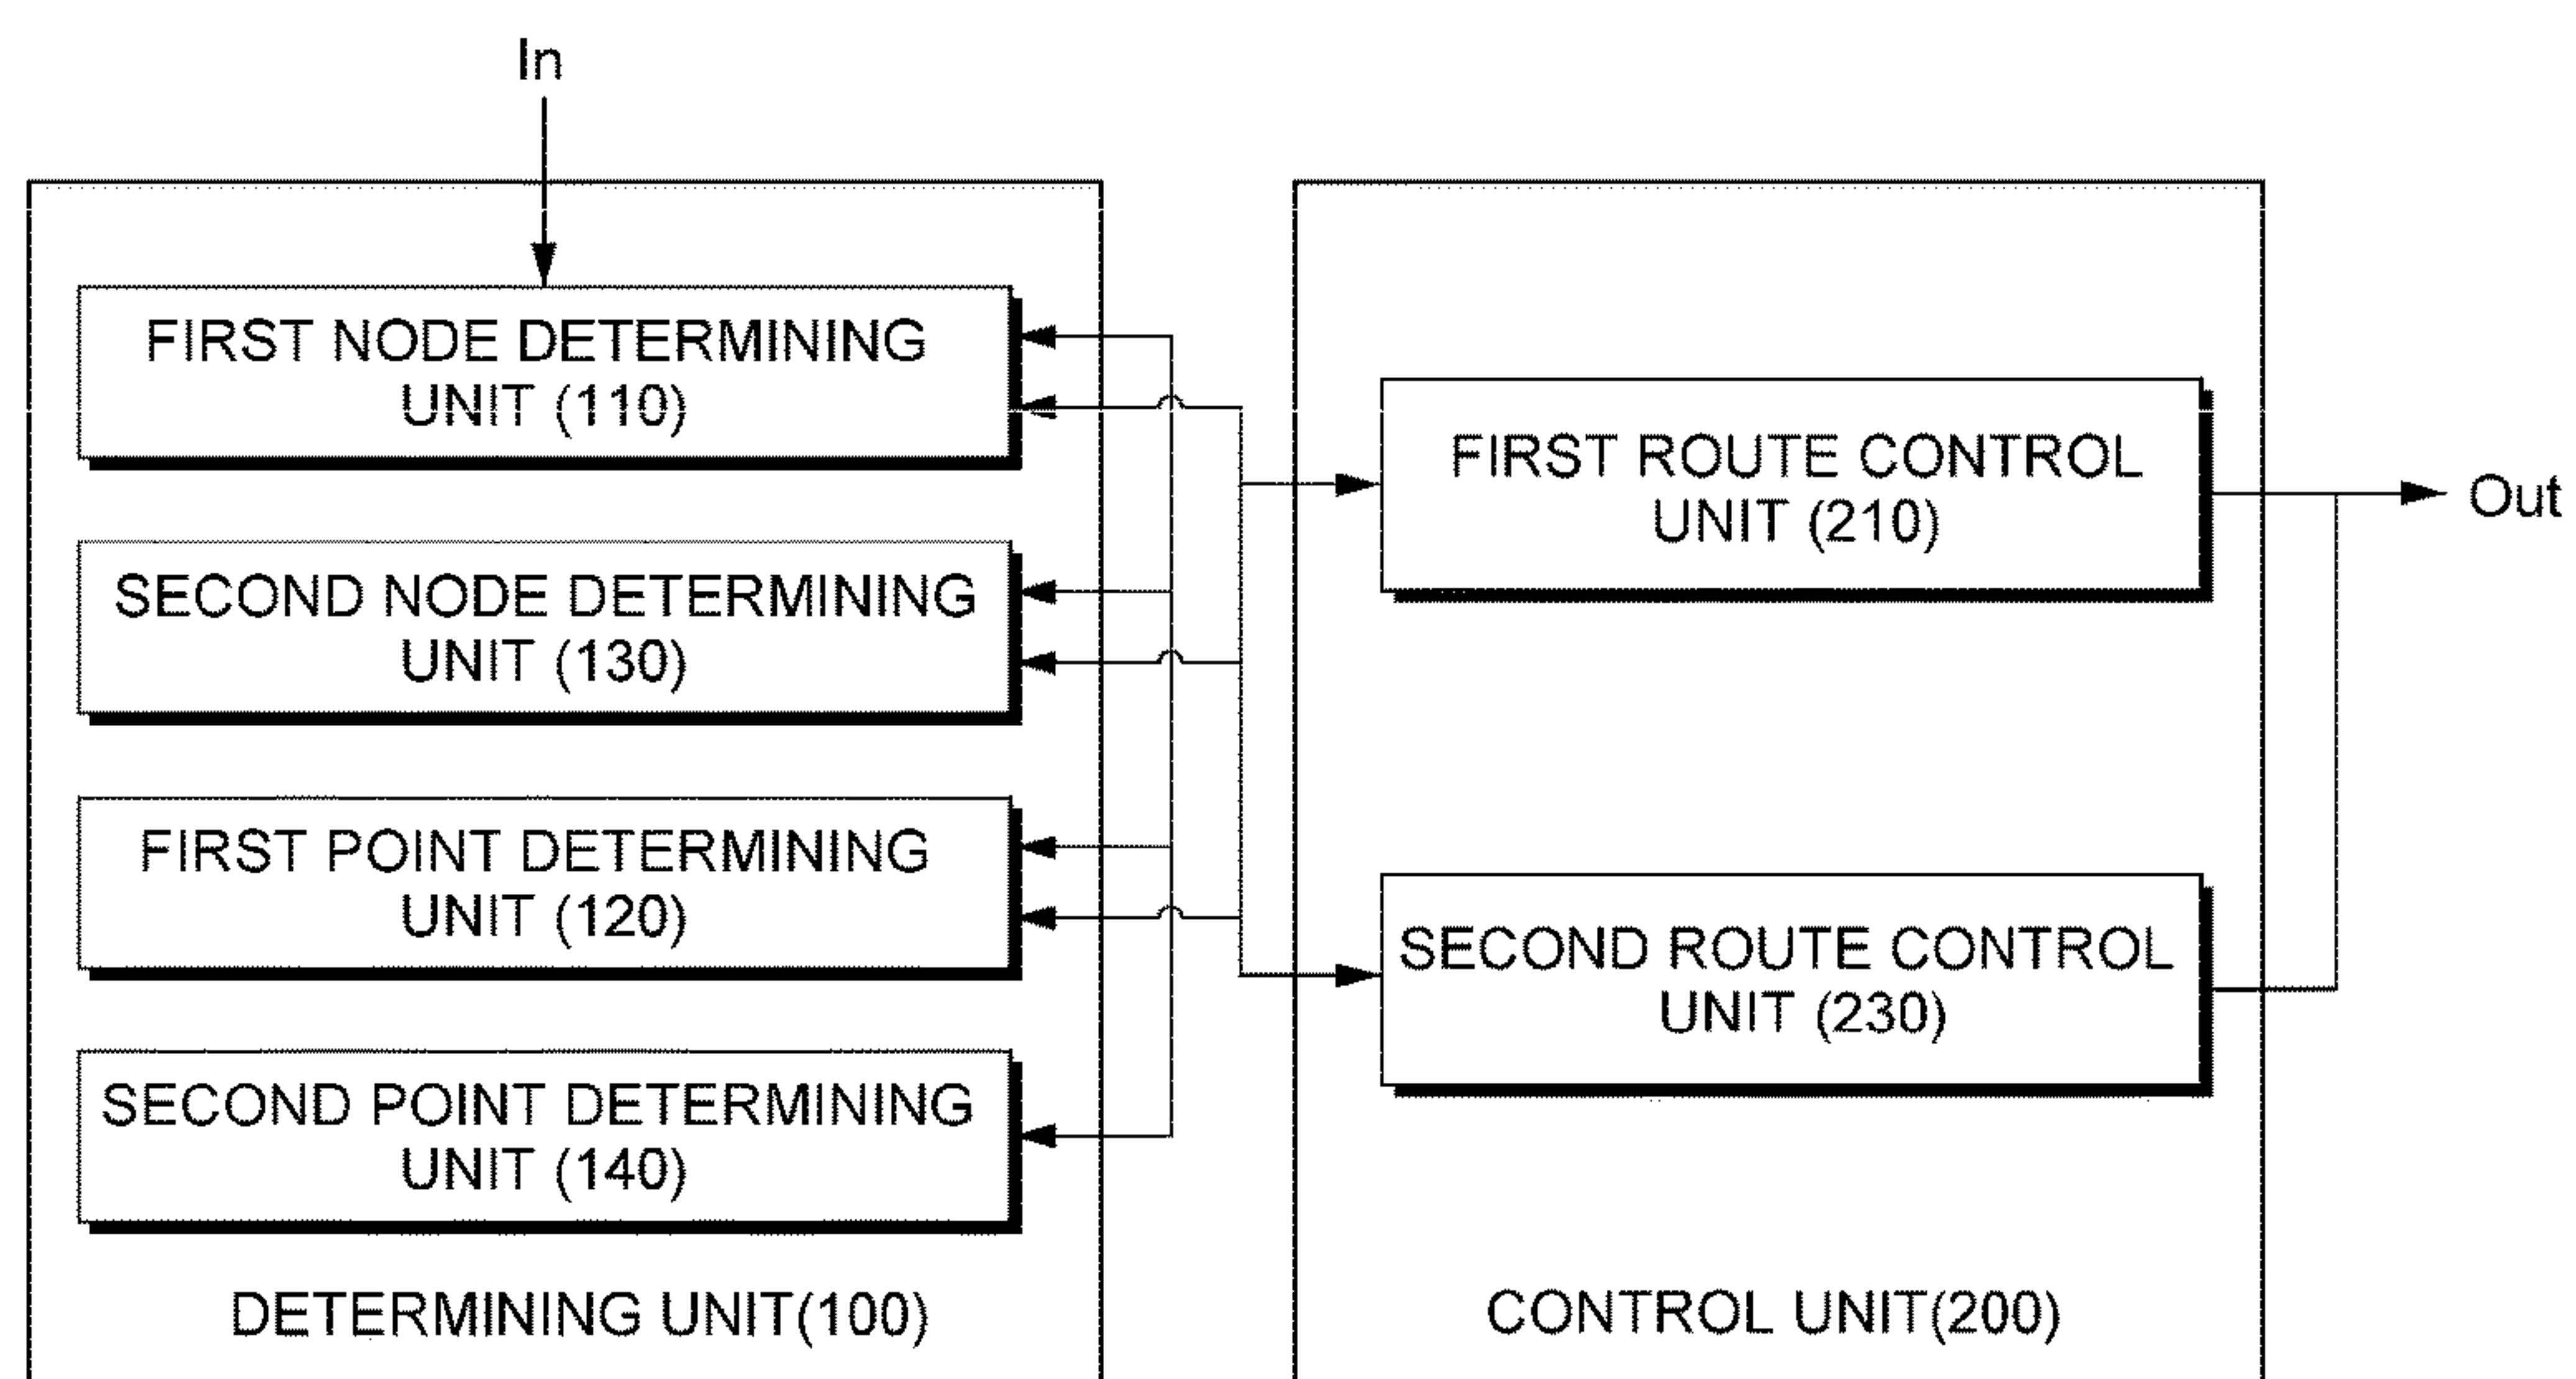 In
FIRST NODE DETERMINING
UNIT (110)
SECOND NODE DETERMINING
UNIT (130)
FIRST POINT DETERMINING
UNIT (120)
SECOND POINT DETERMINING
UNIT (140)
DETERMINING UNIT(100)
FIRST ROUTE CONTROL
UNIT (210)
SECOND ROUTE CONTROL
UNIT (230)
CONTROL UNIT(200)
Out